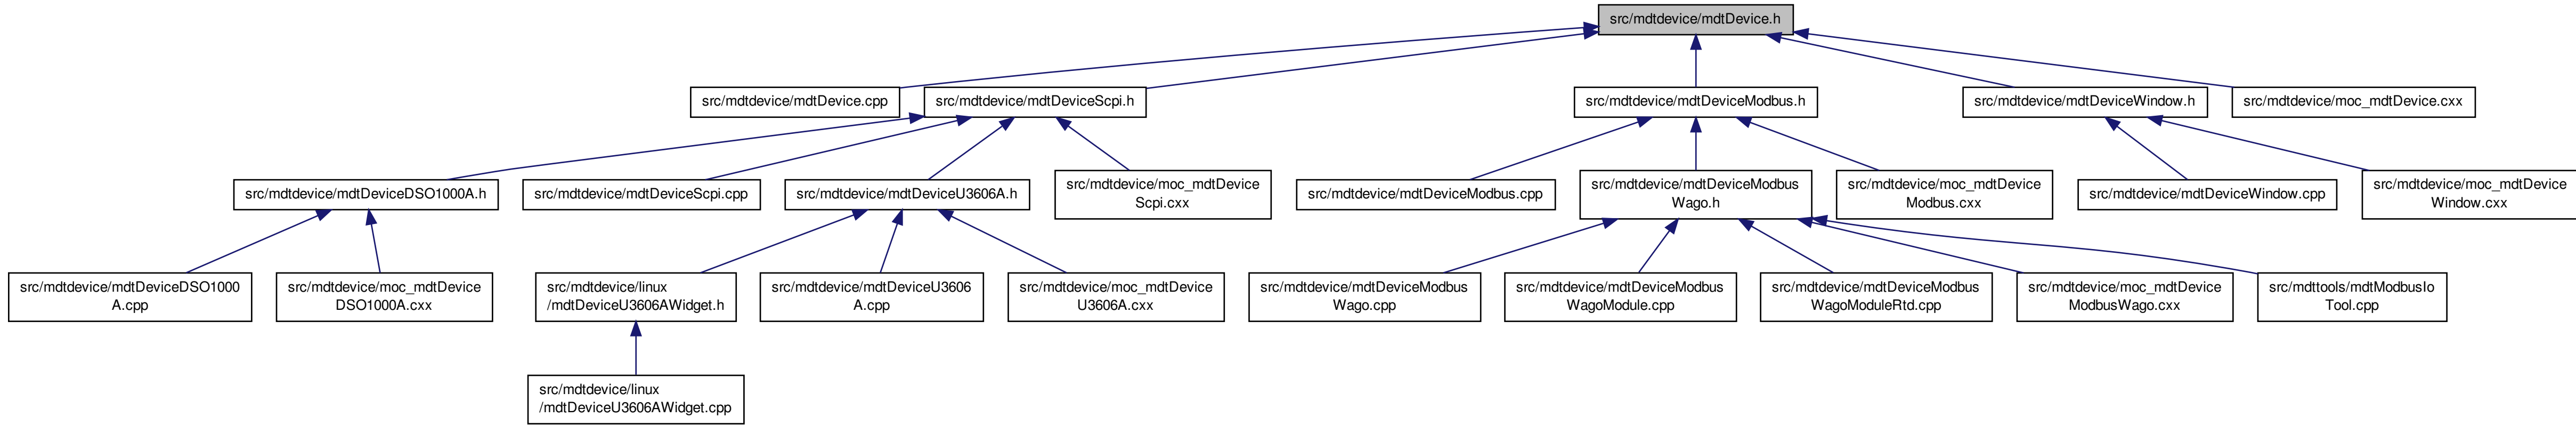 src/mdtdevice/mdtDevice.h
src/mdtdevice/mdtDevice.cpp
src/mdtdevice/mdtDeviceScpi.h
src/mdtdevice/mdtDeviceModbus.h
src/mdtdevice/mdtDeviceWindow.h
src/mdtdevice/moc_mdtDevice.cxx
src/mdtdevice/mdtDeviceDSO1000A.h
src/mdtdevice/mdtDeviceScpi.cpp
src/mdtdevice/mdtDeviceU3606A.h
src/mdtdevice/moc_mdtDevice
Scpi.cxx
src/mdtdevice/mdtDeviceModbus.cpp
src/mdtdevice/mdtDeviceModbus
Wago.h
src/mdtdevice/moc_mdtDevice
Modbus.cxx
src/mdtdevice/mdtDeviceWindow.cpp
src/mdtdevice/moc_mdtDevice
Window.cxx
src/mdtdevice/mdtDeviceDSO1000
A.cpp
src/mdtdevice/moc_mdtDevice
DSO1000A.cxx
src/mdtdevice/linux
/mdtDeviceU3606AWidget.h
src/mdtdevice/mdtDeviceU3606
A.cpp
src/mdtdevice/moc_mdtDevice
U3606A.cxx
src/mdtdevice/mdtDeviceModbus
Wago.cpp
src/mdtdevice/mdtDeviceModbus
WagoModule.cpp
src/mdtdevice/mdtDeviceModbus
WagoModuleRtd.cpp
src/mdtdevice/moc_mdtDevice
ModbusWago.cxx
src/mdttools/mdtModbusIo
Tool.cpp
src/mdtdevice/linux
/mdtDeviceU3606AWidget.cpp